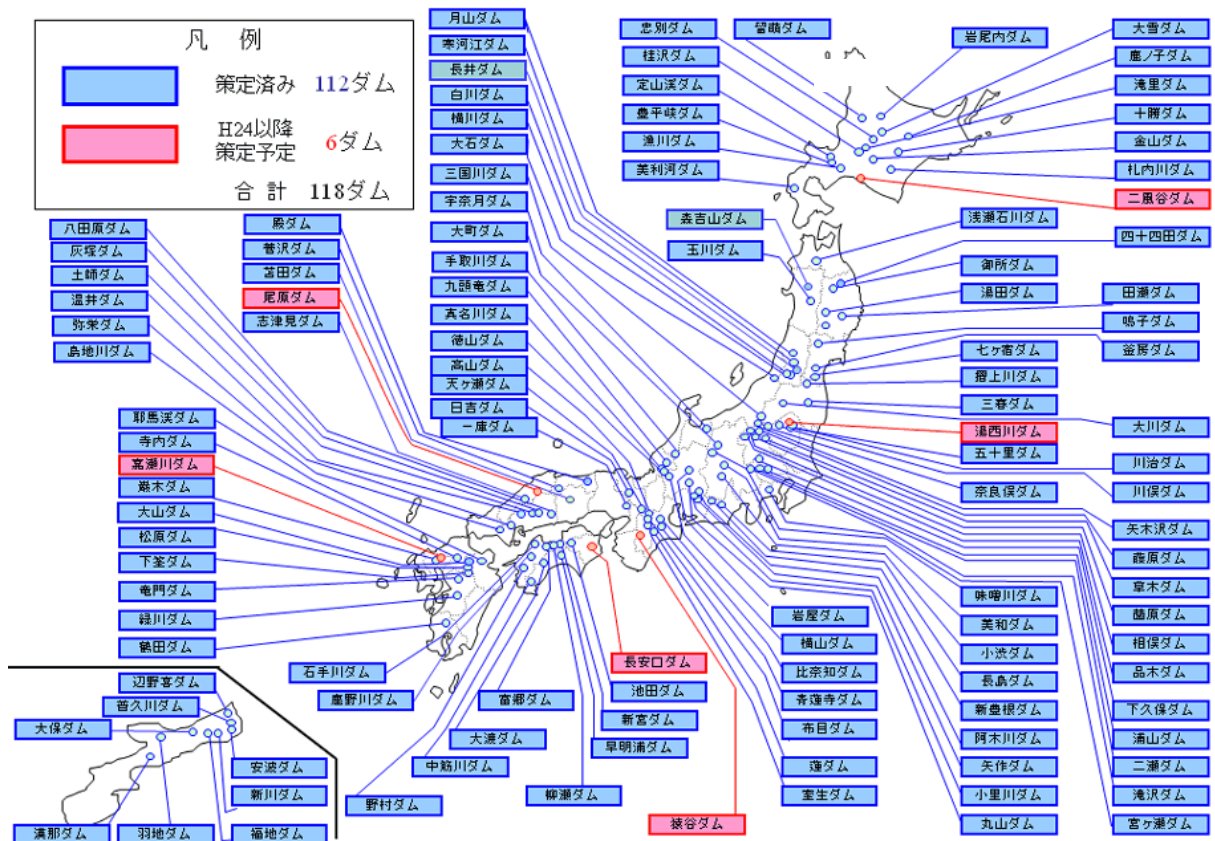 凡 例
策定済み 112ダム
H24以降
策定予定 6ダム
合 計 118ダム
月山ダム
寒河江ダム
長井ダム
白川ダム
横川ダム
大石ダム
三国川ダム
宇奈月ダム
大町ダム
手取川ダム
九頭竜ダム
真名川ダム
徳山ダム
高山ダム
天ヶ瀬ダム
日吉ダム
一庫ダム
忠別ダム
桂沢ダム
定山渓ダム
豊平峡ダム
漁川ダム
美利河ダム
留萌ダム
岩尾内ダム
大雪ダム
鹿ノ子ダム
滝里ダム
十勝ダム
金山ダム
札内川ダム
二風谷ダム
森吉山ダム
玉川ダム
浅瀬石川ダム
四十四田ダム
御所ダム
湯田ダム
田瀬ダム
鳴子ダム
釜房ダム
七ヶ宿ダム
摺上川ダム
三春ダム
大川ダム
湯西川ダム
五十里ダム
川治ダム
奈良俣ダム
川俣ダム
矢木沢ダム
藤原ダム
草木ダム
薗原ダム
相俣ダム
品木ダム
下久保ダム
浦山ダム
二瀬ダム
滝沢ダム
宮ヶ瀬ダム
味噌川ダム
美和ダム
小渋ダム
長島ダム
新豊根ダム
阿木川ダム
矢作ダム
小里川ダム
丸山ダム
岩屋ダム
横山ダム
比奈知ダム
青蓮寺ダム
布目ダム
蓮ダム
室生ダム
猿谷ダム
八田原ダム
灰塚ダム
土師ダム
温井ダム
弥栄ダム
島地川ダム
殿ダム
菅沢ダム
苫田ダム
尾原ダム
志津見ダム
耶馬渓ダム
寺内ダム
嘉瀬川ダム
厳木ダム
大山ダム
松原ダム
下筌ダム
竜門ダム
緑川ダム
鶴田ダム
石手川ダム
鹿野川ダム
野村ダム
中筋川ダム
大渡ダム
富郷ダム
柳瀬ダム
早明浦ダム
新宮ダム
池田ダム
長安口ダム
辺野喜ダム
普久川ダム
大保ダム
安波ダム
新川ダム
福地ダム
羽地ダム
漢那ダム